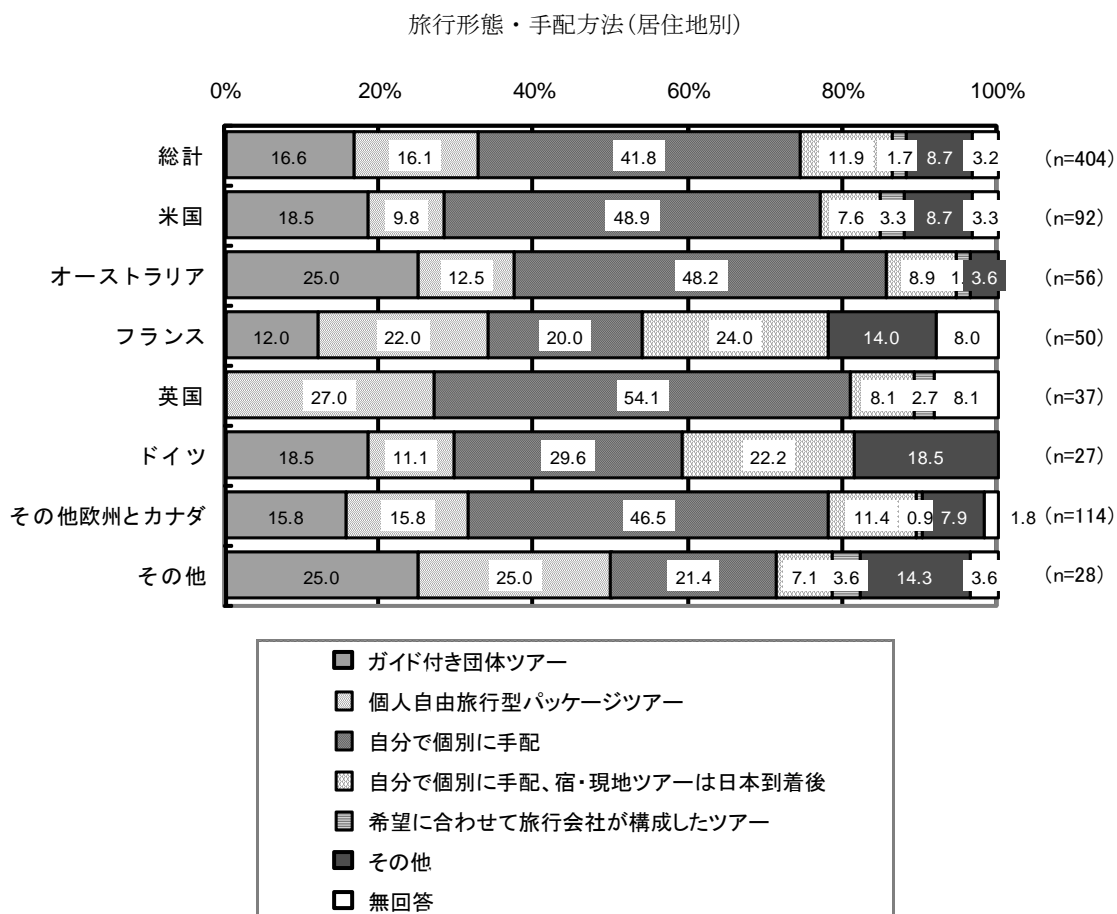 旅行形態・手配方法(居住地別)
0% 20% 40% 60% 80% 100%
総計 16.6 16.1 41.8 11.9 1.7 8.7 3.2 (n=404)
米国 18.5 9.8 48.9 7.6 3.3 8.7 3.3 (n=92)
オーストラリア 25.0 12.5 48.2 8.9 1. 3.6 (n=56)
フランス 12.0 22.0 20.0 24.0 14.0 8.0 (n=50)
英国 27.0 54.1 8.1 2.7 8.1 (n=37)
ドイツ 18.5 11.1 29.6 22.2 18.5 (n=27)
その他欧州とカナダ 15.8 15.8 46.5 11.4 0.9 7.9 1.8 (n=114)
その他 25.0 25.0 21.4 7.1 3.6 14.3 3.6 (n=28)
ガイド付き団体ツアー
個人自由旅行型パッケージツアー
自分で個別に手配
自分で個別に手配、宿・現地ツアーは日本到着後
希望に合わせて旅行会社が構成したツアー
その他
無回答